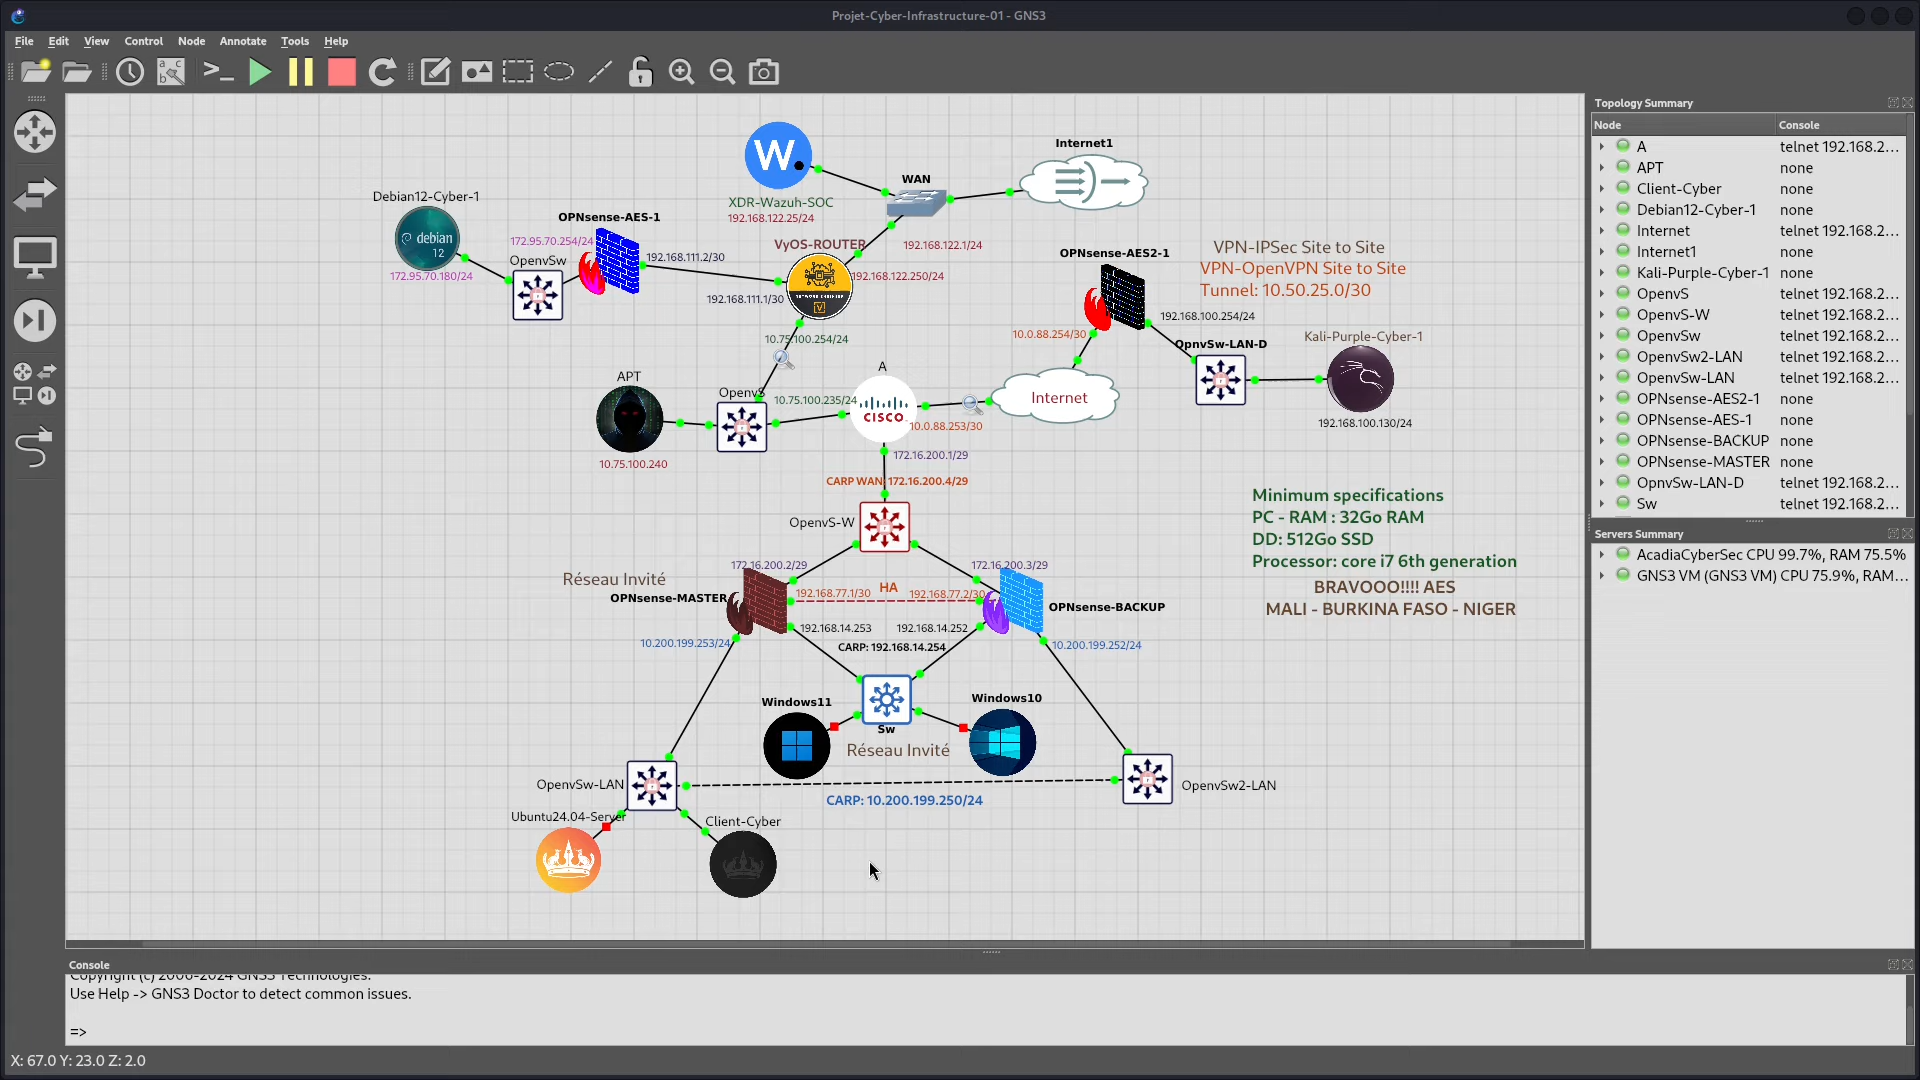 Projet-Cyber-Infrastructure-01 - GNS3
File Edit View Control Node Annotate Tools Help
Topology Summary
Node Console
A telnet 192.168.2...
APT none
Client-Cyber none
Debian12-Cyber-1 none
Internet telnet 192.168.2...
Internet1 none
Kali-Purple-Cyber-1 none
OpenvS telnet 192.168.2...
OpenvS-W telnet 192.168.2...
OpenvSw telnet 192.168.2...
OpenvSw2-LAN telnet 192.168.2...
OpenvSw-LAN telnet 192.168.2...
OPNsense-AES2-1 none
OPNsense-AES-1 none
OPNsense-BACKUP none
OPNsense-MASTER none
OpnvSw-LAN-D telnet 192.168.2...
Sw telnet 192.168.2...
Servers Summary
AcadiaCyberSec CPU 99.7%, RAM 75.5%
GNS3 VM (GNS3 VM) CPU 75.9%, RAM...
Internet1
W.
WAN
XDR-Wazuh-SOC
192.168.122.25/24
Debian12-Cyber-1
debian
12
172.95.70.180/24
OPNsense-AES-1
172.95.70.254/24
OpenvSw
192.168.111.2/30
VyOS-ROUTER
192.168.122.1/24
192.168.122.250/24
192.168.111.1/30
10.75.100.254/24
OPNsense-AES2-1
VPN-IPSec Site to Site
VPN-OpenVPN Site to Site
Tunnel: 10.50.25.0/30
192.168.100.254/24
10.0.88.254/30
OpnvSw-LAN-D
Kali-Purple-Cyber-1
192.168.100.130/24
APT
10.75.100.240
OpenvS
10.75.100.235/24
A
CISCO
10.0.88.253/30
Internet
172.16.200.1/29
CARP WAN:172.16.200.4/29
OpenvS-W
Minimum specifications
PC - RAM : 32Go RAM
DD: 512Go SSD
Processor: core i7 6th generation
BRAVOOO!!!! AES
MALI - BURKINA FASO - NIGER
172.16.200.2/29
172.16.200.3/29
Réseau Invité
OPNsense-MASTER
192.168.77.1/30
HA
192.168.77.2/30
OPNsense-BACKUP
192.168.14.253
192.168.14.252
10.200.199.253/24
CARP: 192.168.14.254
10.200.199.252/24
Windows11
Windows10
Sw
Réseau Invité
OpenvSw-LAN
OpenvSw2-LAN
CARP: 10.200.199.250/24
Ubuntu24.04-Server
Client-Cyber
Console
Copyright (c) 2006-2024 GNS3 Technologies.
Use Help -> GNS3 Doctor to detect common issues.
=>
X: 67.0 Y: 23.0 Z: 2.0